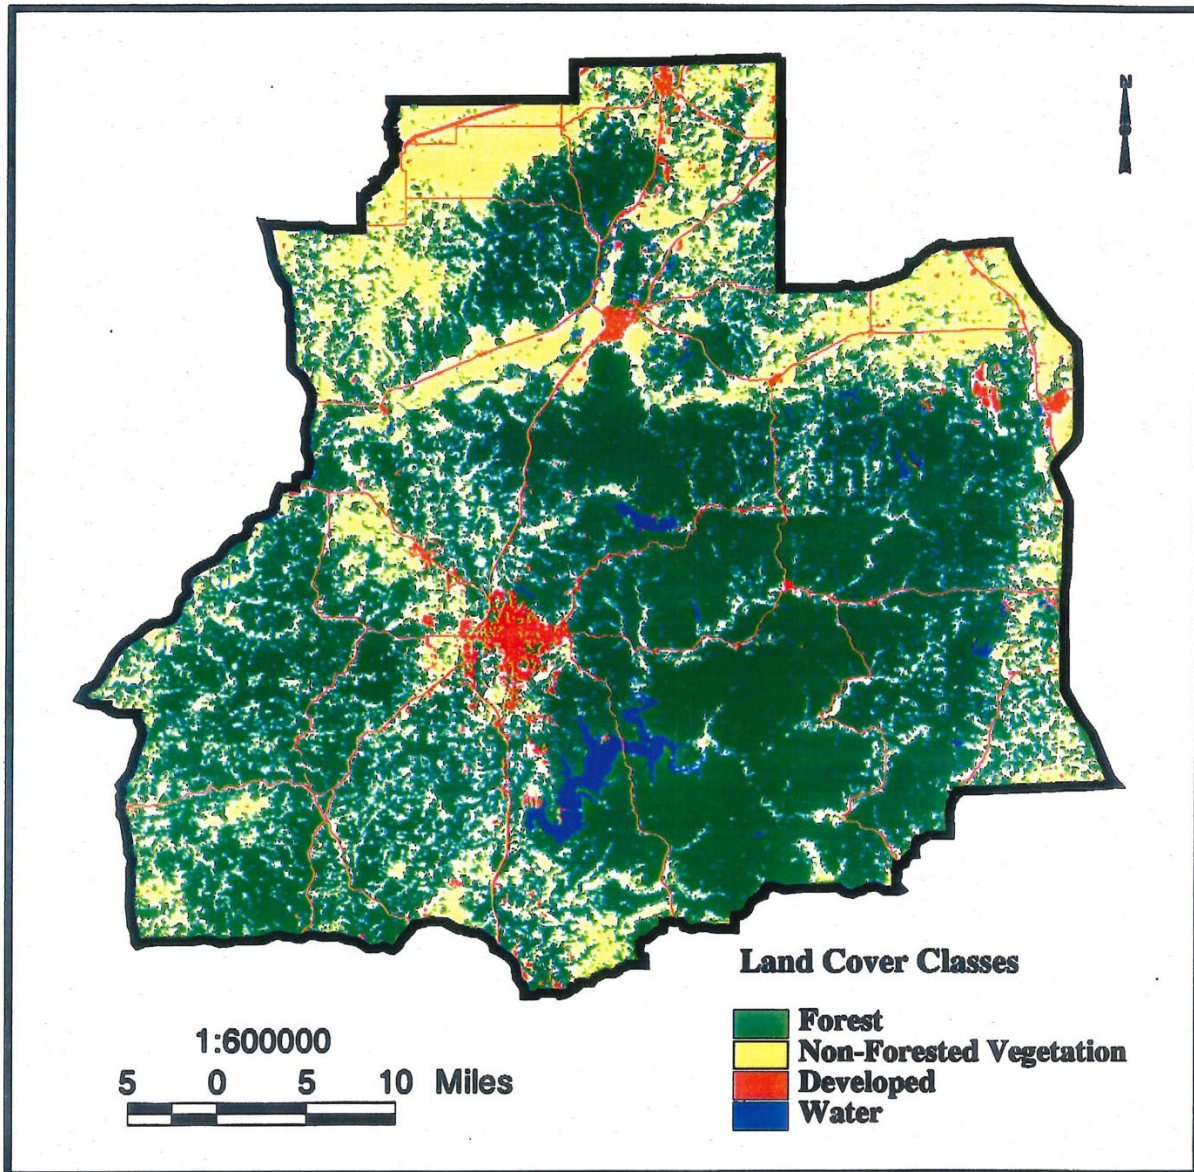 N
Land Cover Classes
Forest
Non-Forested Vegetation
Developed
Water
1:600000
5 0 5 10 Miles